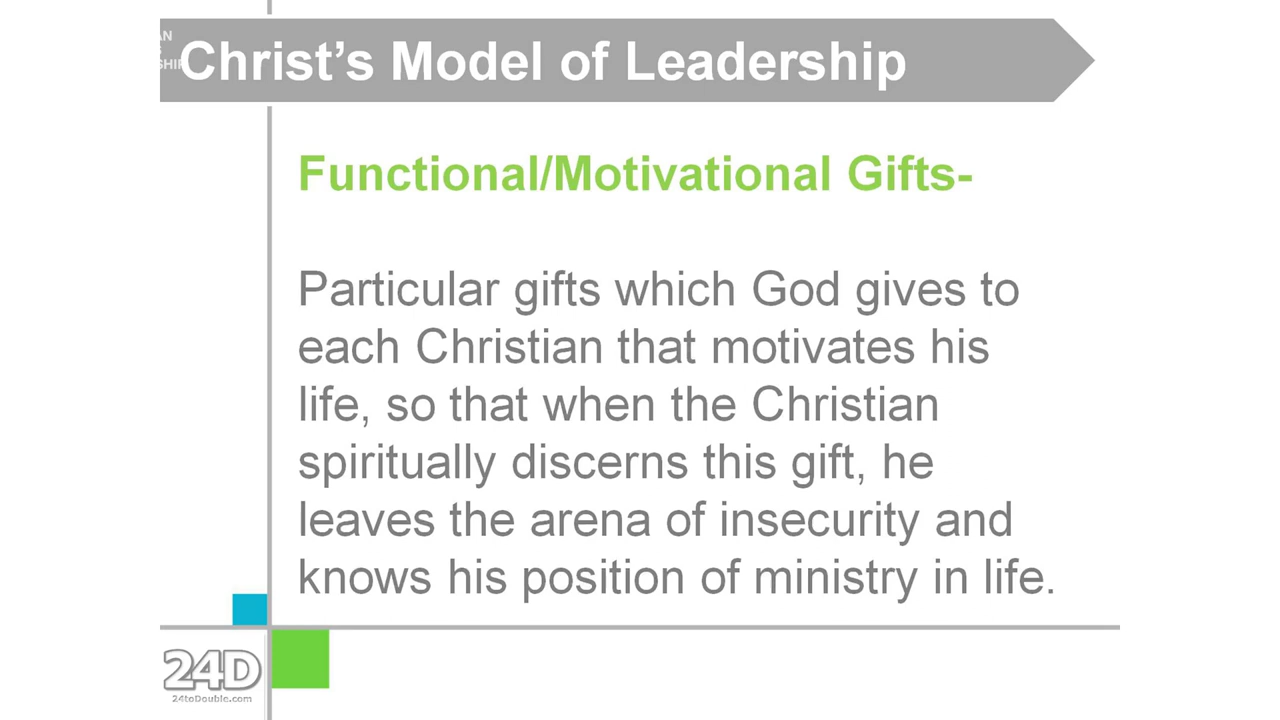 Christ's Model of Leadership
Functional/Motivational Gifts-
Particular gifts which God gives to
each Christian that motivates his
life, so that when the Christian
spiritually discerns this gift, he
leaves the arena of insecurity and
knows his position of ministry in life.
24D
24toDouble.com